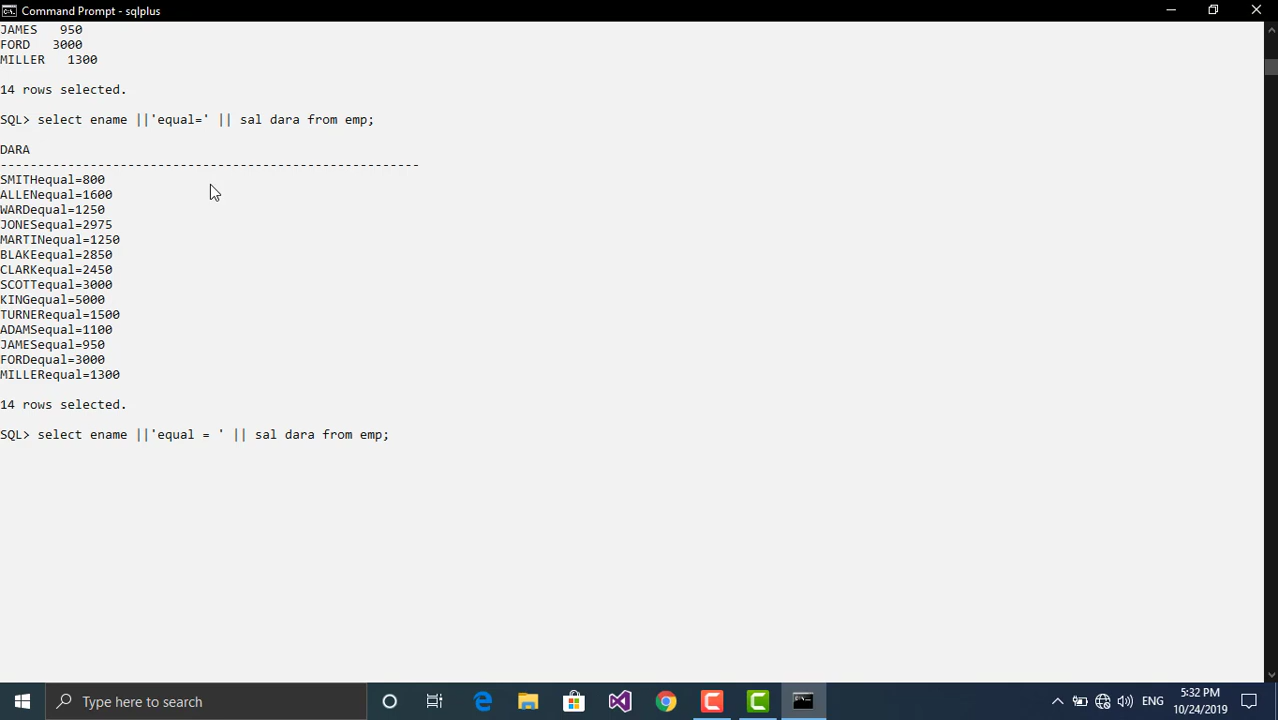 Command Prompt - sqlplus
JAMES   950
FORD   3000
MILLER   1300
14 rows selected.
SQL> select ename ||'equal=' || sal dara from emp;
DARA
--------------------------------------------------------
SMITHequal=800
ALLENequal=1600
WARDequal=1250
JONESequal=2975
MARTINequal=1250
BLAKEequal=2850
CLARKequal=2450
SCOTTequal=3000
KINGequal=5000
TURNERequal=1500
ADAMSequal=1100
JAMESequal=950
FORDequal=3000
MILLERequal=1300
14 rows selected.
SQL> select ename ||'equal = ' || sal dara from emp;
Type here to search
ENG
5:32 PM
10/24/2019